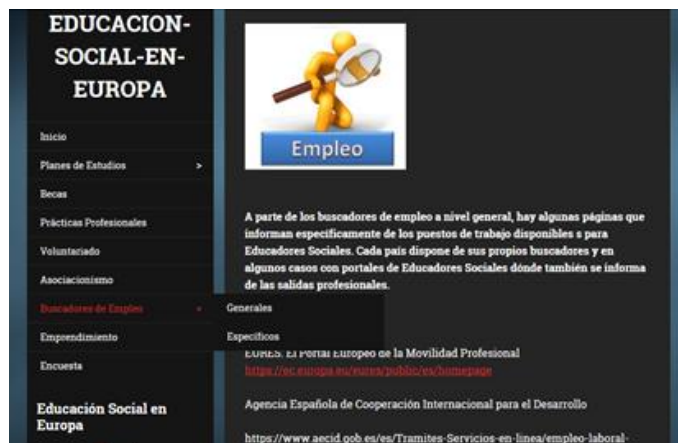 EDUCACION-
SOCIAL-EN-
EUROPA
Inicio
Planes de Estudios >
Becas
Prácticas Profesionales
Voluntariado
Asociacionismo
Buscadores de Empleo
Emprendimiento
Encuesta
Educación Social en
Europa
Generales
Específicos
Empleo
A parte de los buscadores de empleo a nivel general, hay algunas páginas que
informan específicamente de los puestos de trabajo disponibles s para
Educadores Sociales. Cada país dispone de sus propios buscadores y en
algunos casos con portales de Educadores Sociales dónde también se informa
de las salidas profesionales.
EURES. El Portal Europeo de la Movilidad Profesional
https://ec.europa.eu/eures/public/es/homepage
Agencia Española de Cooperación Internacional para el Desarrollo
https://www.aecid.gob.es/es/Tramites-Servicios-en-linea/empleo-laboral-